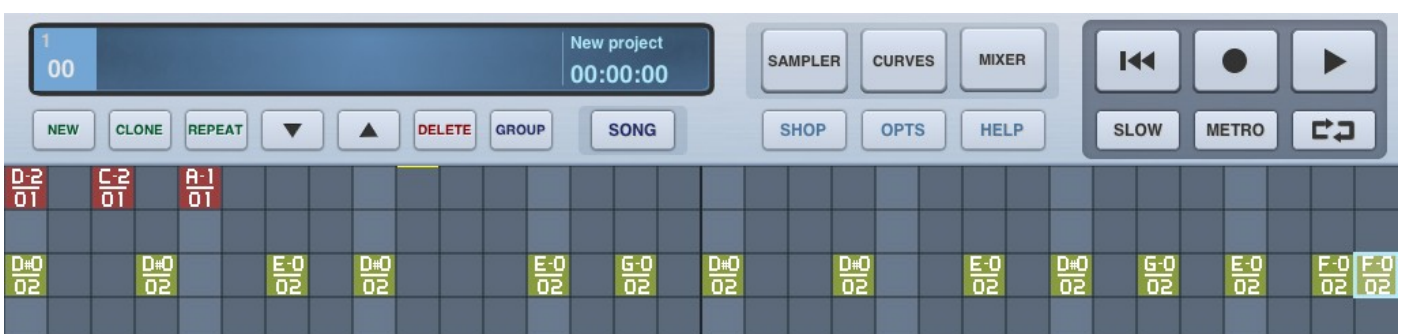 1
00
New project
00:00:00
SAMPLER CURVES MIXER
NEW CLONE REPEAT DELETE GROUP SONG SHOP OPTS HELP SLOW METRO
D-2 C-2 A-1
01 01 01
D#0 D#0 E-0 D#0 E-0 G-0 D#0 D#0 E-0 D#0 G-0 E-0 F-0 F-0
02 02 02 02 02 02 02 02 02 02 02 02 02 02